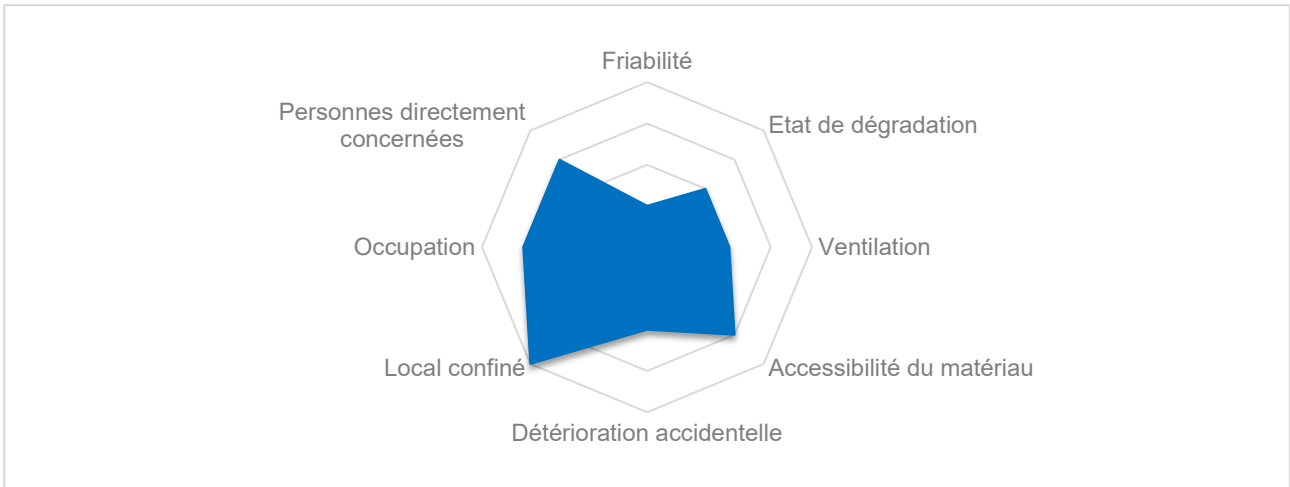 Friabilité
Etat de dégradation
Ventilation
Accessibilité du matériau
Détérioration accidentelle
Local confiné
Occupation
Personnes directement
concernées